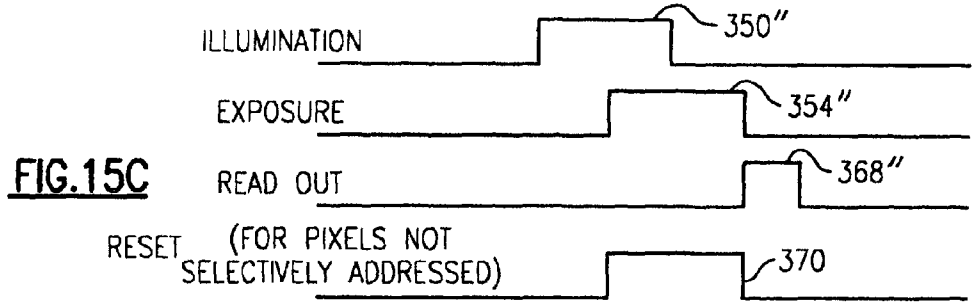 ILLUMINATION
350"
EXPOSURE
354"
FIG.15C
READ OUT
368"
RESET (FOR PIXELS NOT
SELECTIVELY ADDRESSED)
370